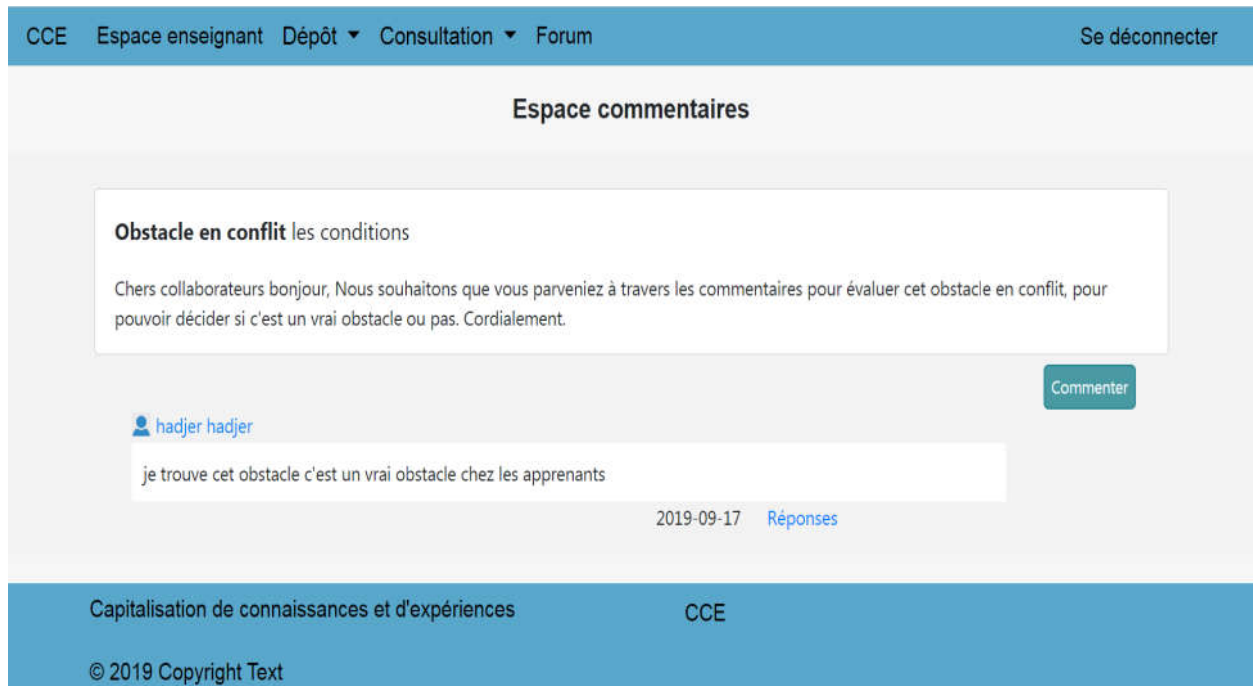 CCE Espace enseignant Dépôt Consultation Forum Se déconnecter
Espace commentaires
Obstacle en conflit les conditions
Chers collaborateurs bonjour, Nous souhaitons que vous parveniez à travers les commentaires pour évaluer cet obstacle en conflit, pour
pouvoir décider si c'est un vrai obstacle ou pas. Cordialement.
Commenter
hadjer hadjer
je trouve cet obstacle c'est un vrai obstacle chez les apprenants
2019-09-17 Réponses
Capitalisation de connaissances et d'expériences CCE
© 2019 Copyright Text